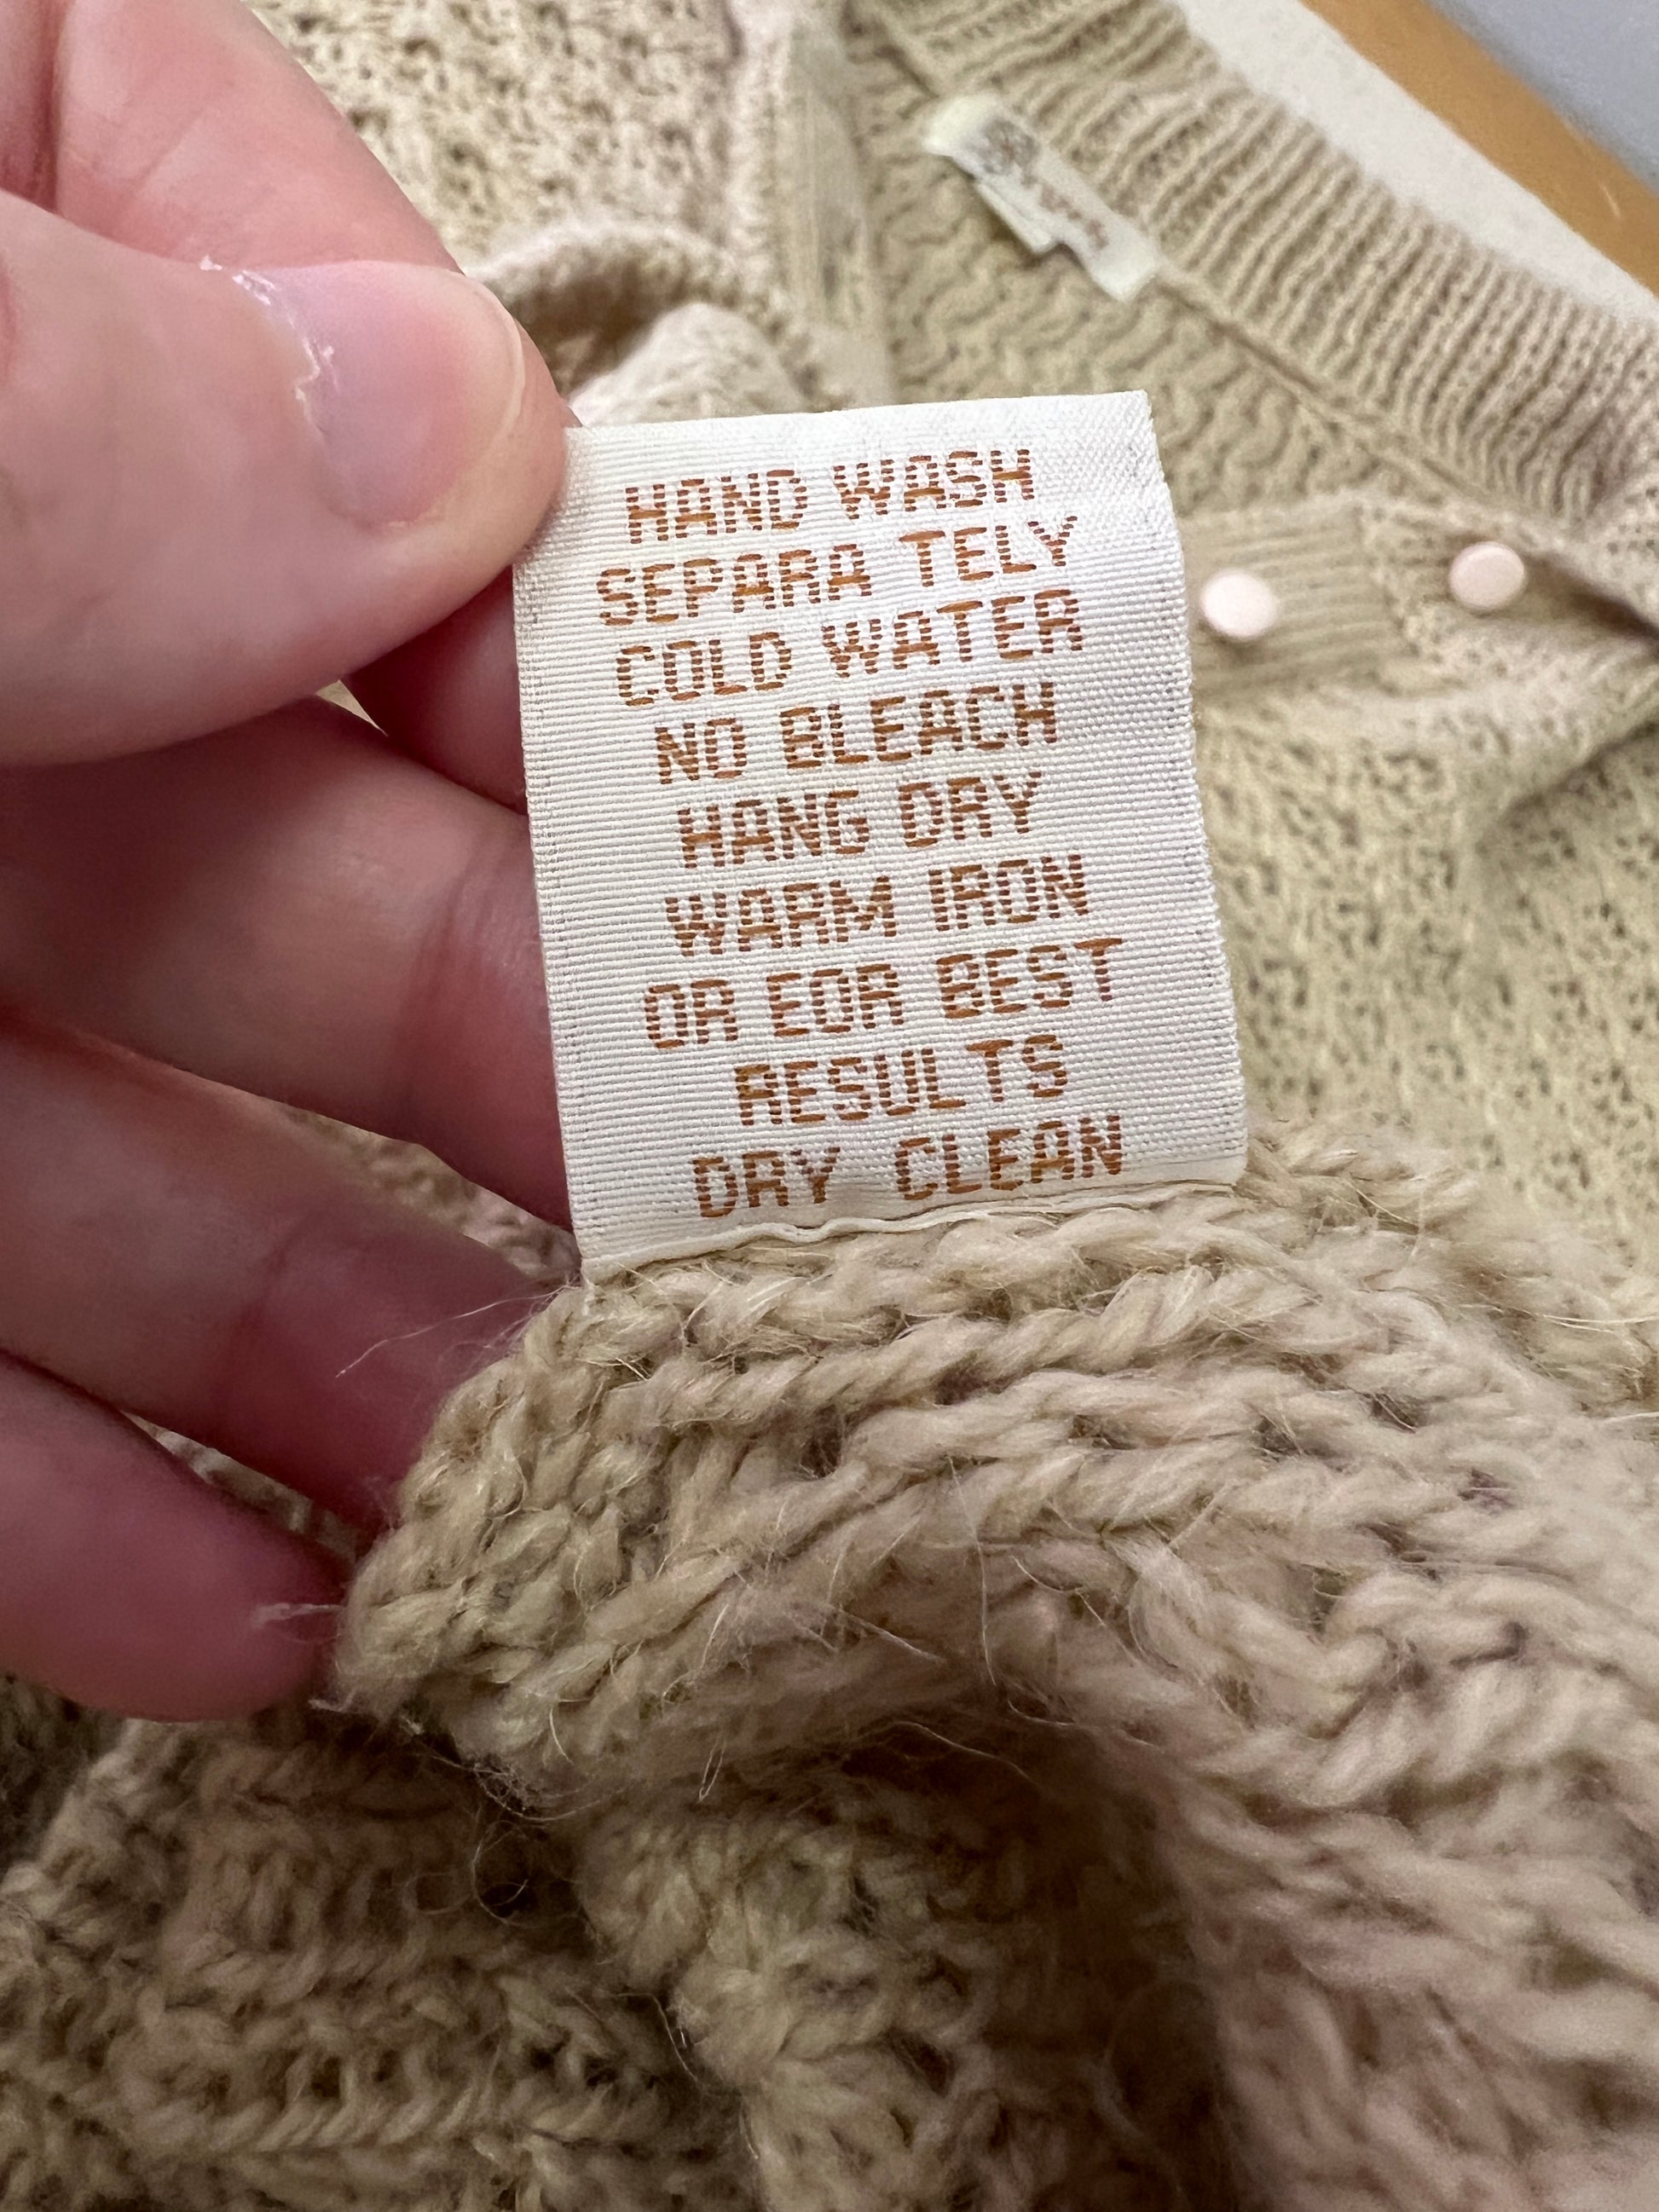 HAND WASH
SEPARA TELY
COLD WATER
NO BLEACH
HANG DRY
WARM IRON
OR EOR BEST
RESULTS
DRY CLEAN